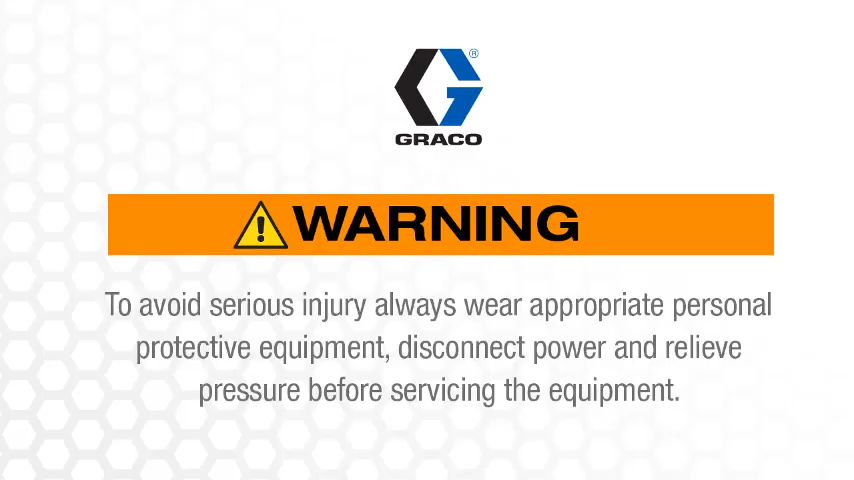 ®
GRACO
WARNING
To avoid serious injury always wear appropriate personal
protective equipment, disconnect power and relieve
pressure before servicing the equipment.